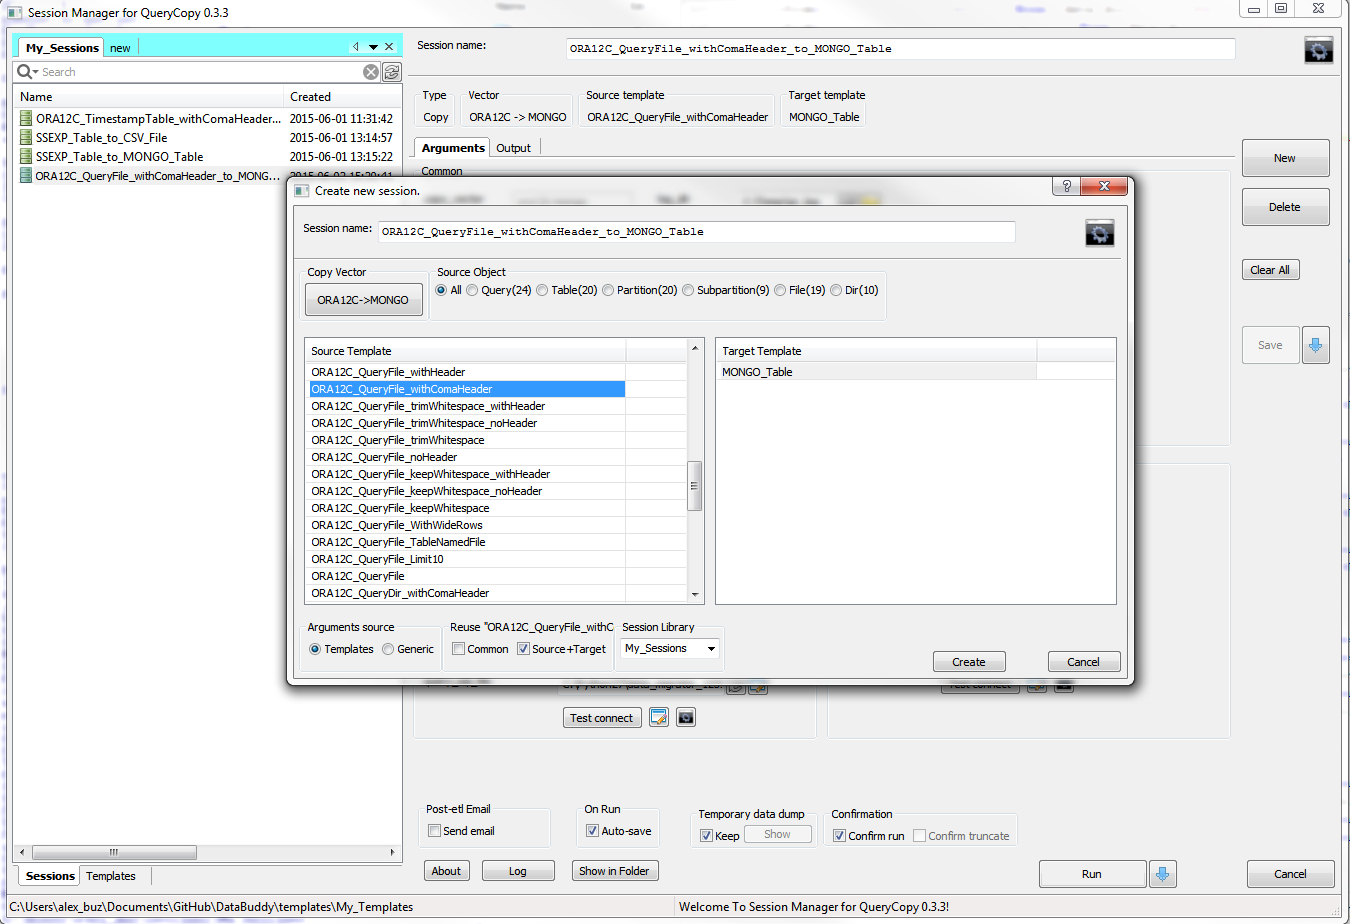 Session Manager for QueryCopy 0.3.3
My_Sessions new
Search
Name Created
ORA12C_TimestampTable_withComaHeader... 2015-06-01 11:31:42
SSEXP_Table_to_CSV_File 2015-06-01 13:14:57
SSEXP_Table_to_MONGO_Table 2015-06-01 13:15:22
ORA12C_QueryFile_withComaHeader_to_MONG...
Session name: ORA12C_QueryFile_withComaHeader_to_MONGO_Table
Type Vector Source template Target template
Copy ORA12C -> MONGO ORA12C_QueryFile_withComaHeader MONGO_Table
Arguments Output
Common
New
Delete
Clear All
Save
Create new session.
?
Session name: ORA12C_QueryFile_withComaHeader_to_MONGO_Table
Copy Vector Source Object
ORA12C->MONGO All Query(24) Table(20) Partition(20) Subpartition(9) File(19) Dir(10)
Source Template
ORA12C_QueryFile_withHeader
ORA12C_QueryFile_withComaHeader
ORA12C_QueryFile_trimWhitespace_withHeader
ORA12C_QueryFile_trimWhitespace_noHeader
ORA12C_QueryFile_trimWhitespace
ORA12C_QueryFile_noHeader
ORA12C_QueryFile_keepWhitespace_withHeader
ORA12C_QueryFile_keepWhitespace_noHeader
ORA12C_QueryFile_keepWhitespace
ORA12C_QueryFile_WithWideRows
ORA12C_QueryFile_TableNamedFile
ORA12C_QueryFile_Limit10
ORA12C_QueryFile
ORA12C_QueryDir_withComaHeader
Target Template
MONGO_Table
Arguments source Reuse "ORA12C_QueryFile_withC Session Library
Templates Generic Common Source+Target My_Sessions
Create Cancel
Test connect
Post-etl Email On Run Temporary data dump Confirmation
Send email Auto-save Keep Show Confirm run Confirm truncate
About Log Show in Folder Run Cancel
Sessions Templates
C:\Users\alex_buz\Documents\GitHub\DataBuddy\templates\My_Templates Welcome To Session Manager for QueryCopy 0.3.3!